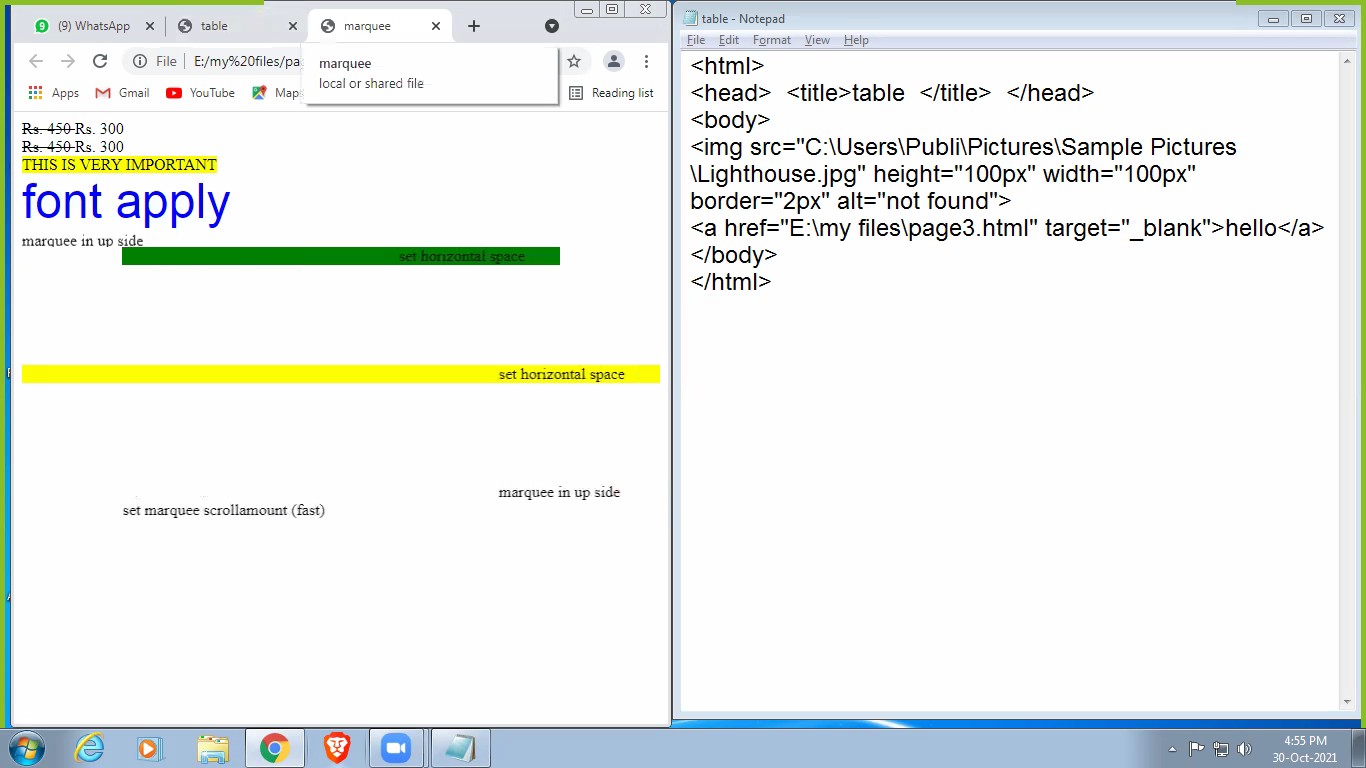 (9) WhatsApp
table
marquee
File
E:/my%20files/pa
marquee
local or shared file
Apps
Gmail
YouTube
Map
Reading list
Rs. 450 Rs. 300
Rs. 450 Rs. 300
THIS IS VERY IMPORTANT
font apply
marquee in up side
set horizontal space
set horizontal space
marquee in up side
set marquee scrollamount (fast)
table - Notepad
File Edit Format View Help
<html>
<head>  <title>table  </title>  </head>
<body>
<img src="C:\Users\Publi\Pictures\Sample Pictures
\Lighthouse.jpg" height="100px" width="100px"
border="2px" alt="not found">
<a href="E:\my files\page3.html" target="_blank">hello</a>
</body>
</html>
4:55 PM
30-Oct-2021